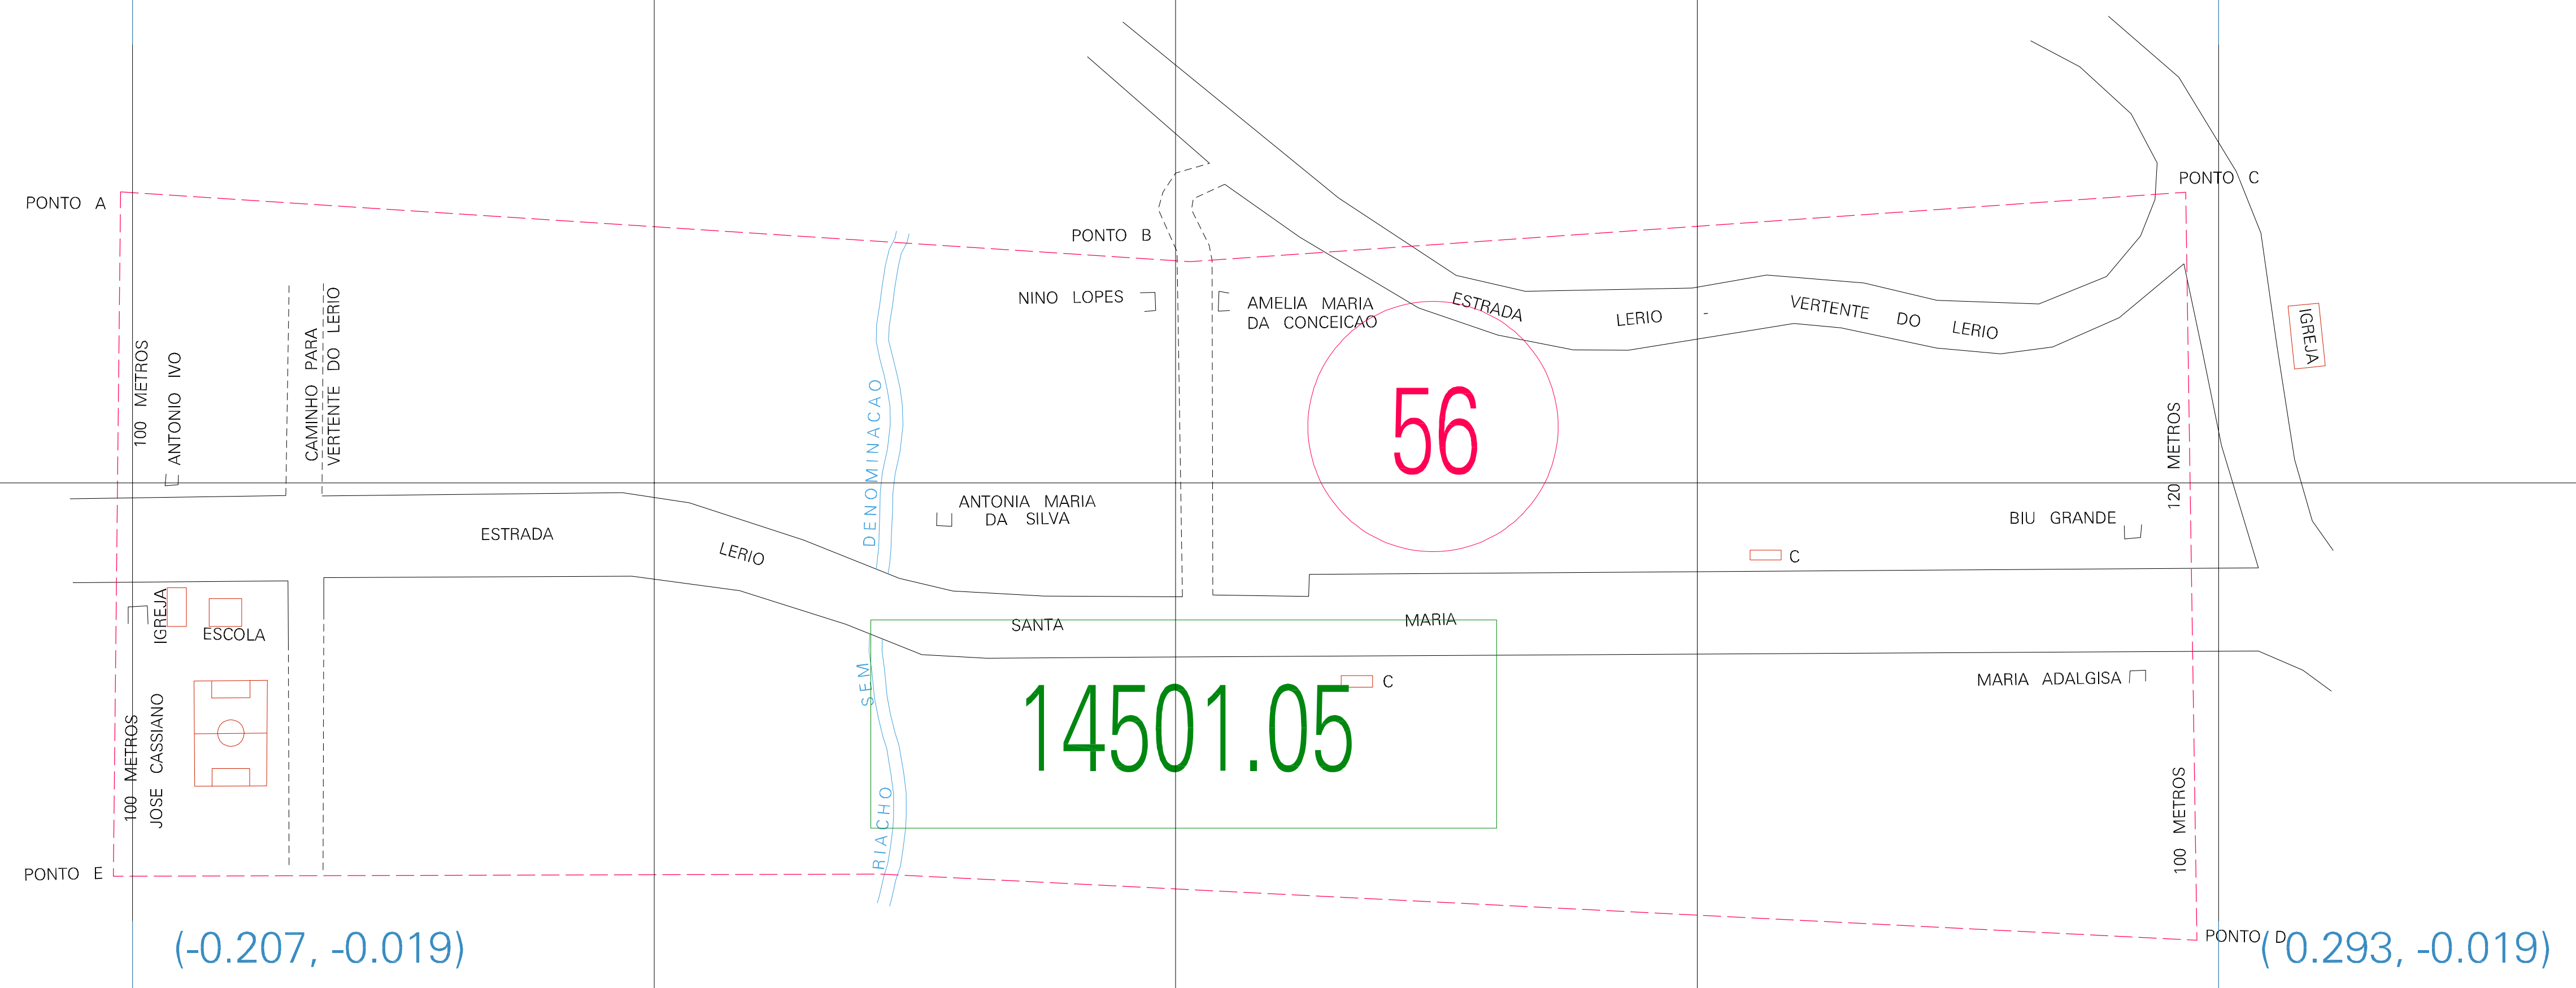 PONTO C
PONTO A
PONTO B
NINO LOPES
AMELIA MARIA
DA CONCEICAO
ESTRADA
LERIO
-
VERTENTE DO LERIO
IGREJA
100 METROS
ANTONIO IVO
CAMINHO PARA
VERTENTE DO LERIO
DENOMINACAO
56
120 METROS
ANTONIA MARIA
DA SILVA
BIU GRANDE
ESTRADA
LERIO
C
SANTA
MARIA
IGREJA
ESCOLA
SEM
C
MARIA ADALGISA
14501.05
100 METROS
JOSE CASSIANO
RIACHO
100 METROS
PONTO E
PONTO D
(-0.207, -0.019)
( 0.293, -0.019)